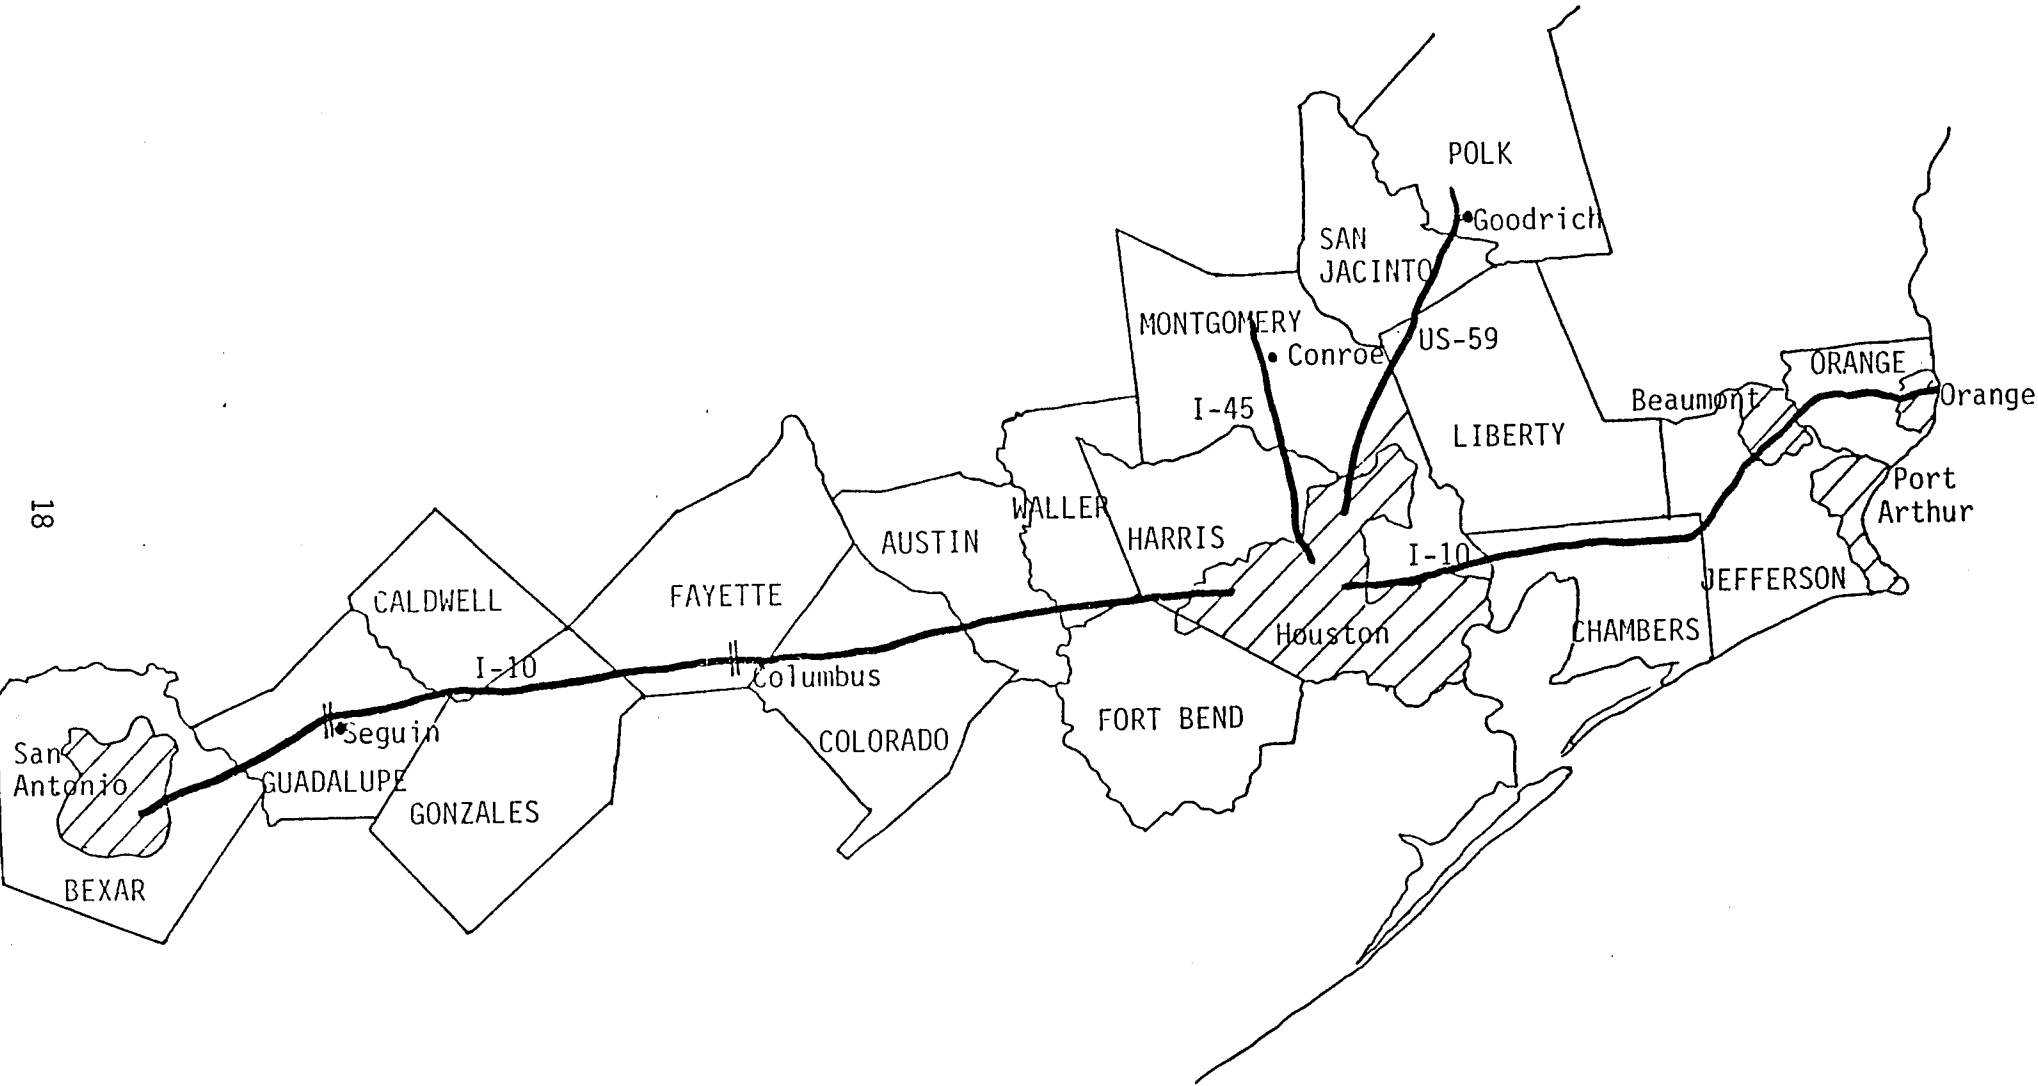 POLK
Goodrich
SAN
JACINTO
MONTGOMERY
US-59
Conroe
ORANGE
I-45
Beaumont
Orange
LIBERTY
Port
Arthur
WALLER
18
AUSTIN
HARRIS
I-10
JEFFERSON
CALDWELL
FAYETTE
Houston
CHAMBERS
I-10
Columbus
FORT BEND
Seguin
COLORADO
San
Antonio
GUADALUPE
GONZALES
BEXAR